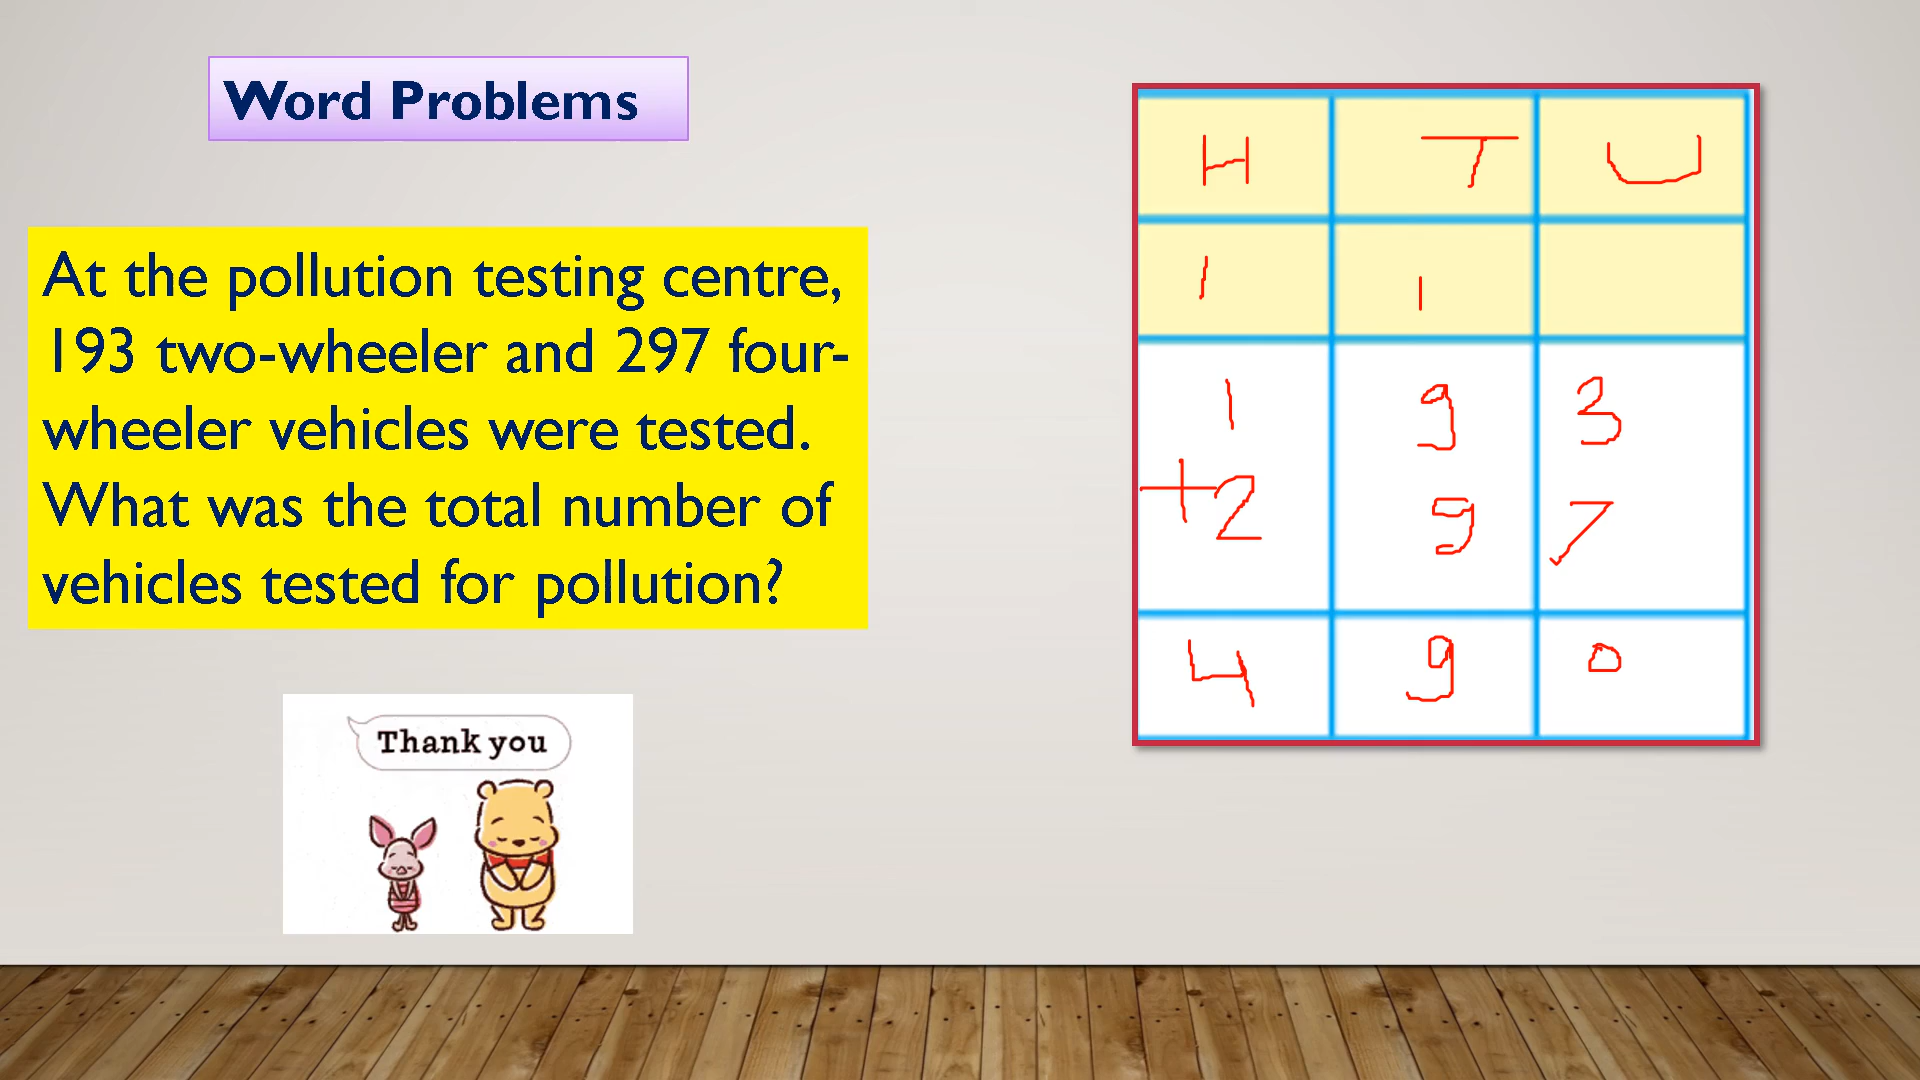 Word Problems
At the pollution testing centre,
193 two-wheeler and 297 four-
wheeler vehicles were tested.
What was the total number of
vehicles tested for pollution?
Thank you
H T U
1 1
1 9 3
+2 9 7
4 9 0